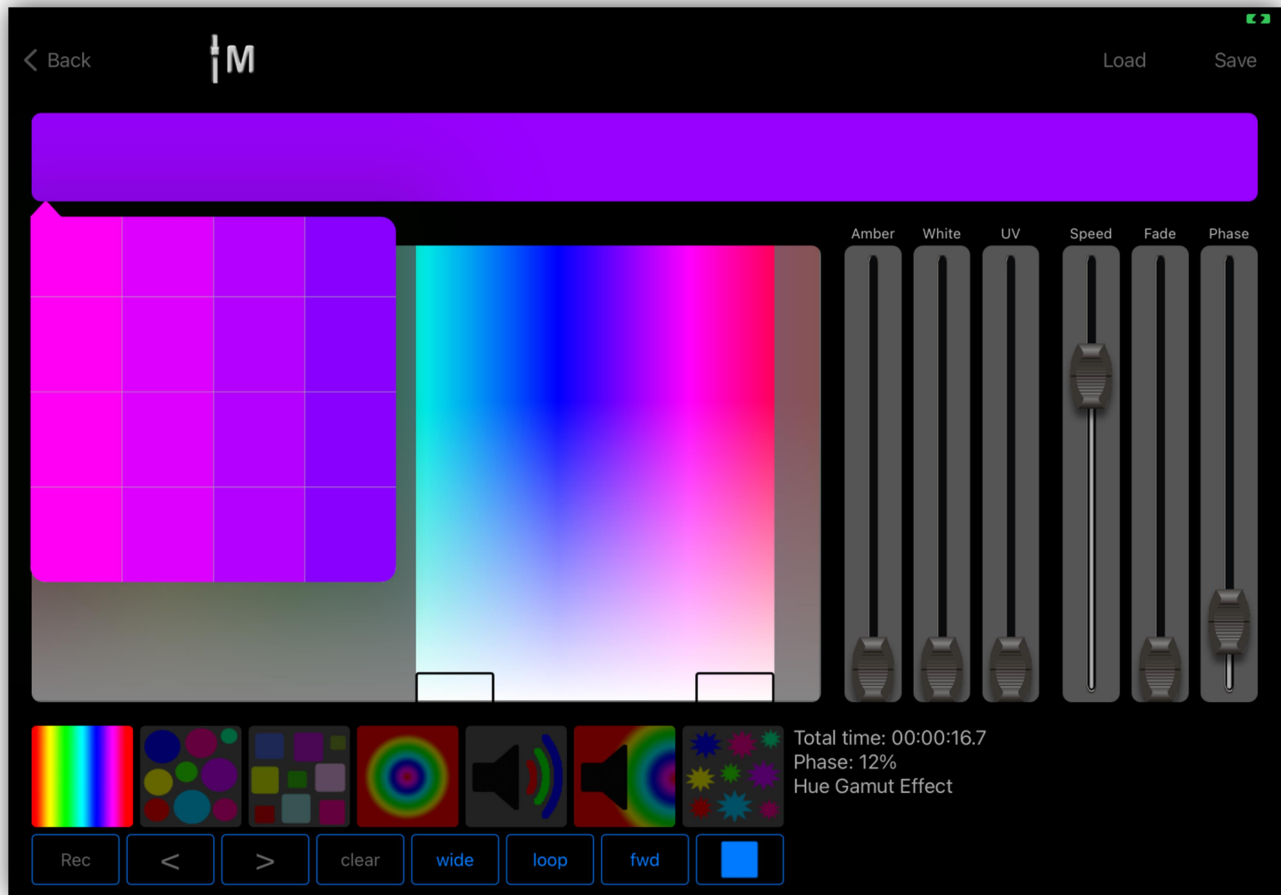 Back
M
Load
Save
Amber
White
UV
Speed
Fade
Phase
Total time: 00:00:16.7
Phase: 12%
Hue Gamut Effect
Rec
<
>
clear
wide
loop
fwd